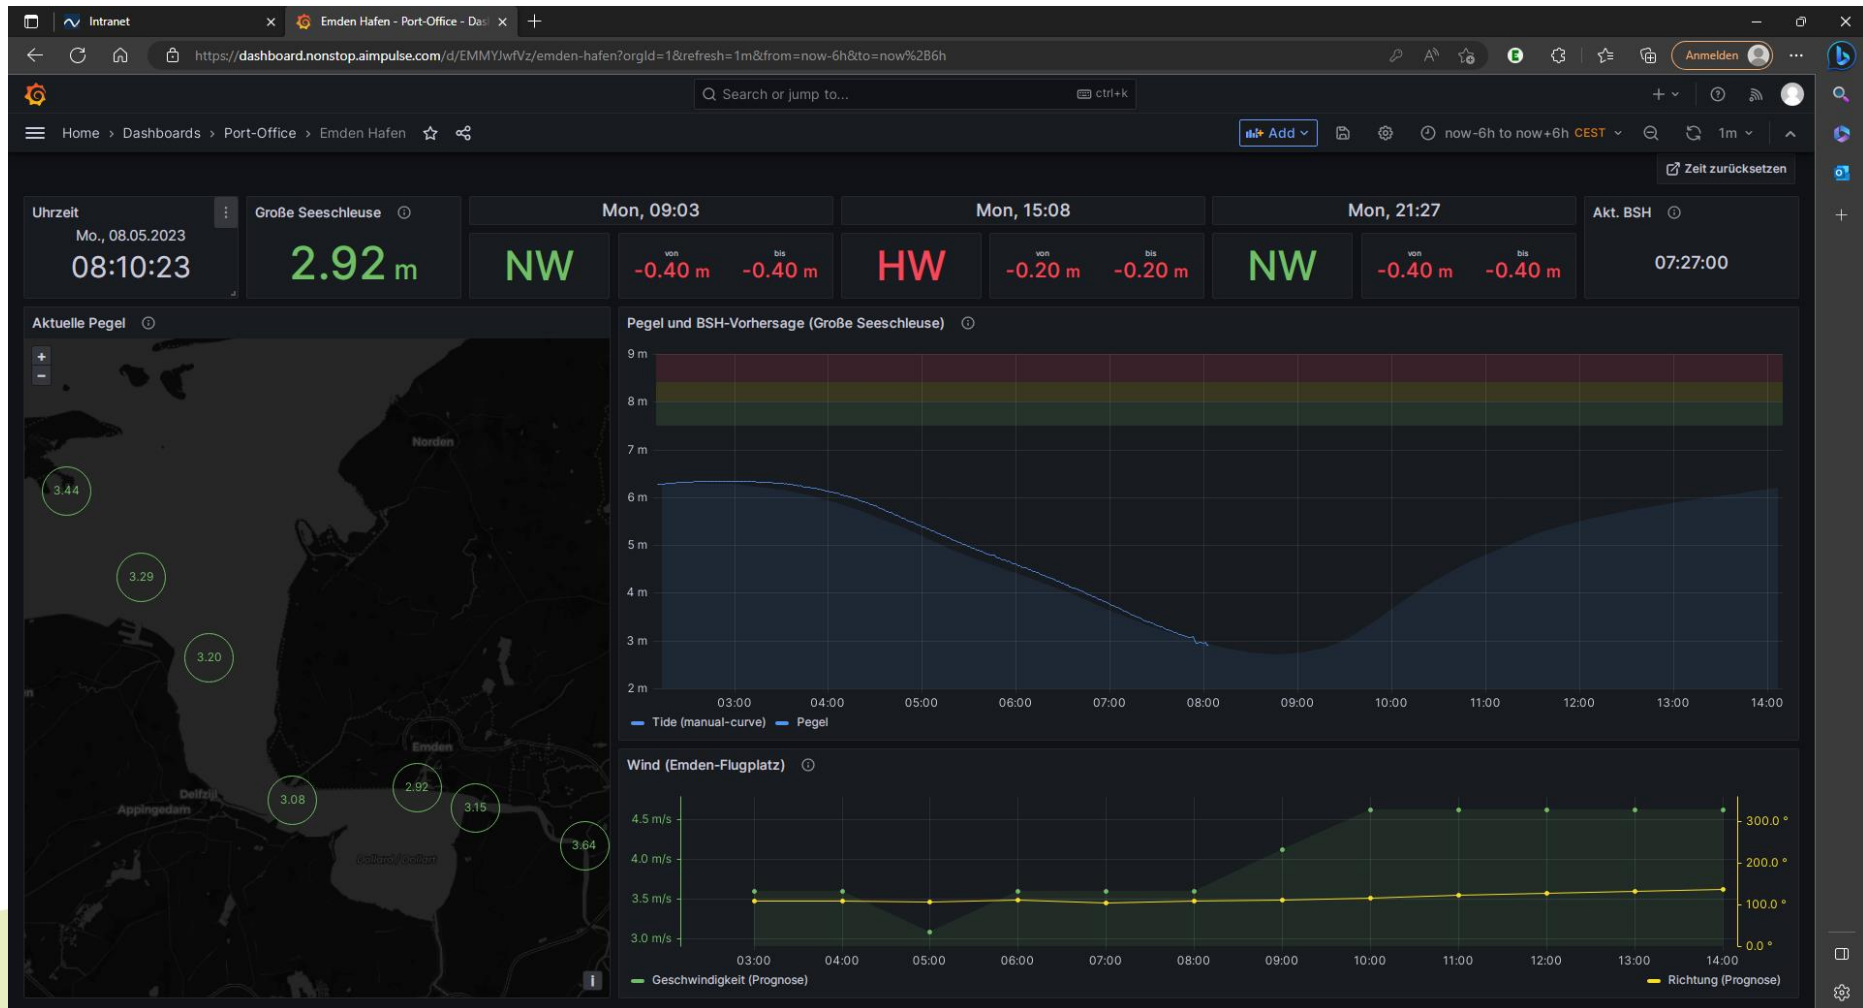 Intranet
Emden Hafen - Port-Office - Das
https://dashboard.nonstop.aimpulse.com/d/EMMYJwfVz/emden-hafen?orgId=1&refresh=1m&from=now-6h&to=now%2B6h
Anmelden
Search or jump to...
ctrl+k
Home › Dashboards › Port-Office › Emden Hafen
Add
now-6h to now+6h CEST
1m
Zeit zurücksetzen
Uhrzeit
Mo., 08.05.2023
08:10:23
Große Seeschleuse
2.92 m
Mon, 09:03
NW
von
-0.40 m
bis
-0.40 m
Mon, 15:08
HW
von
-0.20 m
bis
-0.20 m
Mon, 21:27
NW
von
-0.40 m
bis
-0.40 m
Akt. BSH
07:27:00
Aktuelle Pegel
+
−
Norden
3.44
3.29
3.20
Emden
2.92
Delfzijl
3.08
3.15
Appingedam
3.64
Dollard/Dollart
i
Pegel und BSH-Vorhersage (Große Seeschleuse)
9 m
8 m
7 m
6 m
5 m
4 m
3 m
2 m
03:00 04:00 05:00 06:00 07:00 08:00 09:00 10:00 11:00 12:00 13:00 14:00
Tide (manual-curve) Pegel
Wind (Emden-Flugplatz)
4.5 m/s
4.0 m/s
3.5 m/s
3.0 m/s
300.0 °
200.0 °
100.0 °
0.0 °
03:00 04:00 05:00 06:00 07:00 08:00 09:00 10:00 11:00 12:00 13:00 14:00
Geschwindigkeit (Prognose)
Richtung (Prognose)